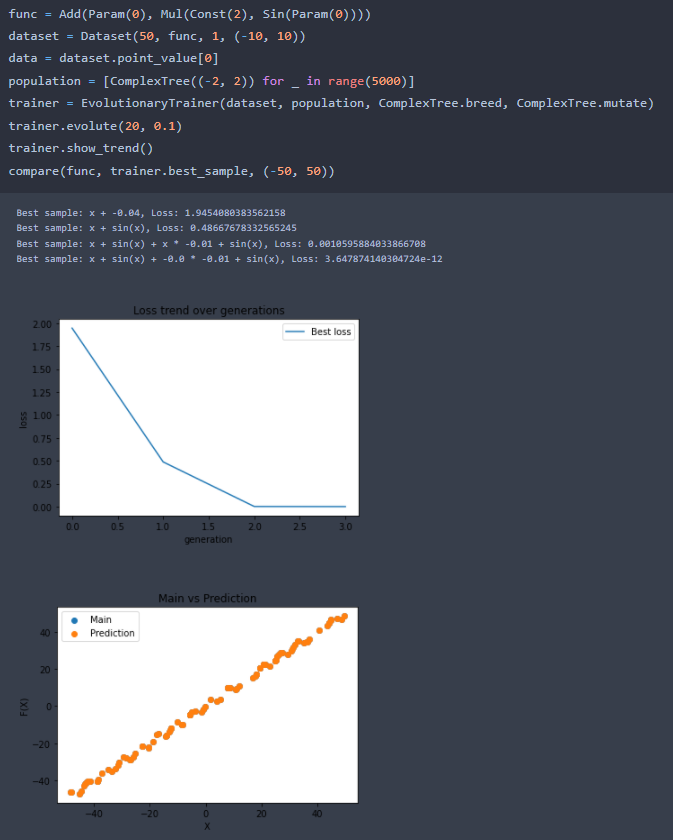 func = Add(Param(0), Mul(Const(2), Sin(Param(0))))
dataset = Dataset(50, func, 1, (-10, 10))
data = dataset.point_value[0]
population = [ComplexTree((-2, 2)) for _ in range(5000)]
trainer = EvolutionaryTrainer(dataset, population, ComplexTree.breed, ComplexTree.mutate)
trainer.evolute(20, 0.1)
trainer.show_trend()
compare(func, trainer.best_sample, (-50, 50))
Best sample: x + -0.04, Loss: 1.9454080383562158
Best sample: x + sin(x), Loss: 0.48667678332565245
Best sample: x + sin(x) + x * -0.01 + sin(x), Loss: 0.0010595884033866708
Best sample: x + sin(x) + -0.0 * -0.01 + sin(x), Loss: 3.647874140304724e-12
Loss trend over generations
Best loss
2.00
1.75
1.50
1.25
1.00
0.75
0.50
0.25
0.00
loss
0.0 0.5 1.0 1.5 2.0 2.5 3.0
generation
Main vs Prediction
Main
Prediction
40
20
0
−20
−40
F(X)
−40 −20 0 20 40
X